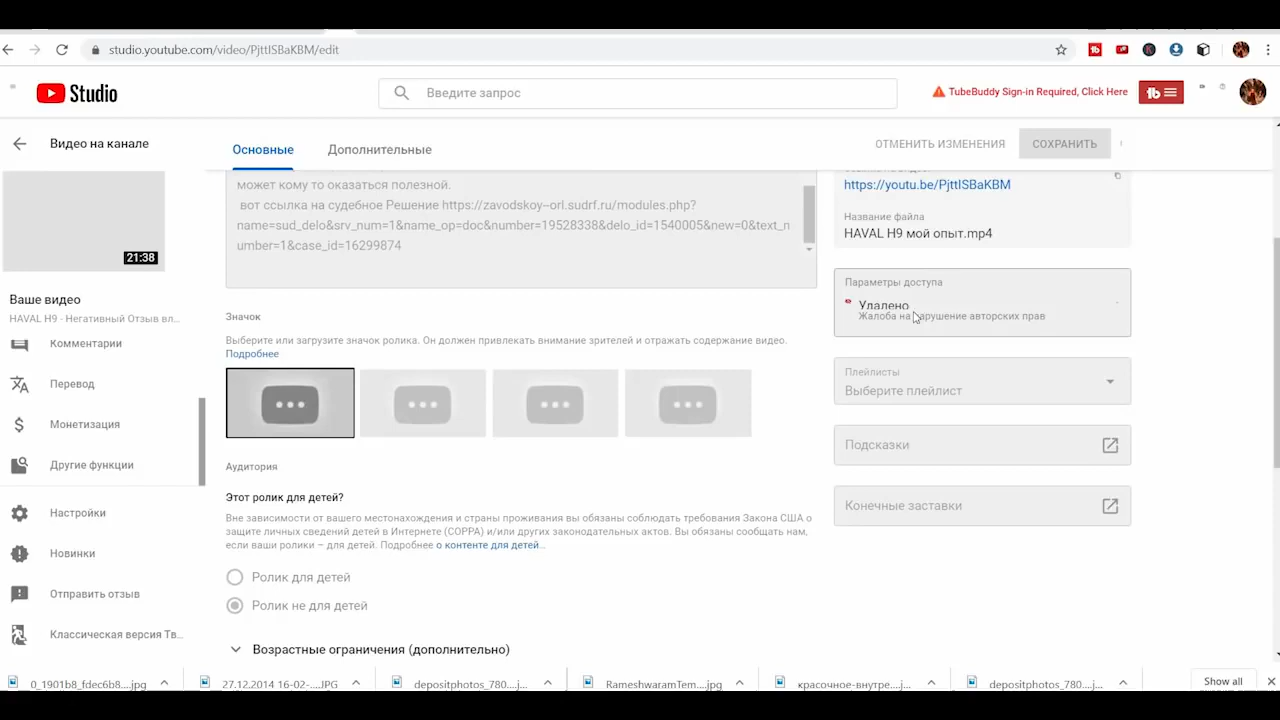 studio.youtube.com/video/PjttISBaKBM/edit
Studio
Введите запрос
TubeBuddy Sign-in Required, Click Here
Видео на канале
Основные
Дополнительные
ОТМЕНИТЬ ИЗМЕНЕНИЯ
СОХРАНИТЬ
21:38
Ваше видео
HAVAL H9 - Негативный Отзыв вл...
Комментарии
Перевод
Монетизация
Другие функции
Настройки
Новинки
Отправить отзыв
Классическая версия Тв...
может кому то оказаться полезной.
вот ссылка на судебное Решение https://zavodskoy--orl.sudrf.ru/modules.php?
name=sud_delo&srv_num=1&name_op=doc&number=19528338&delo_id=1540005&new=0&text_n
umber=1&case_id=16299874
Значок
Выберите или загрузите значок ролика. Он должен привлекать внимание зрителей и отражать содержание видео.
Подробнее
Аудитория
Этот ролик для детей?
Вне зависимости от вашего местонахождения и страны проживания вы обязаны соблюдать требования Закона США о
защите личных сведений детей в Интернете (COPPA) и/или других законодательных актов. Вы обязаны сообщать нам,
если ваши ролики – для детей. Подробнее о контенте для детей...
Ролик для детей
Ролик не для детей
Возрастные ограничения (дополнительно)
https://youtu.be/PjttISBaKBM
Название файла
HAVAL H9 мой опыт.mp4
Параметры доступа
Удалено
Жалоба на нарушение авторских прав
Плейлисты
Выберите плейлист
Подсказки
Конечные заставки
0_1901b8_fdec6b8....jpg
27.12.2014 16-02-....JPG
depositphotos_780....j...
RameshwaramTem....jpg
красочное-внутре....j...
depositphotos_780....j...
Show all